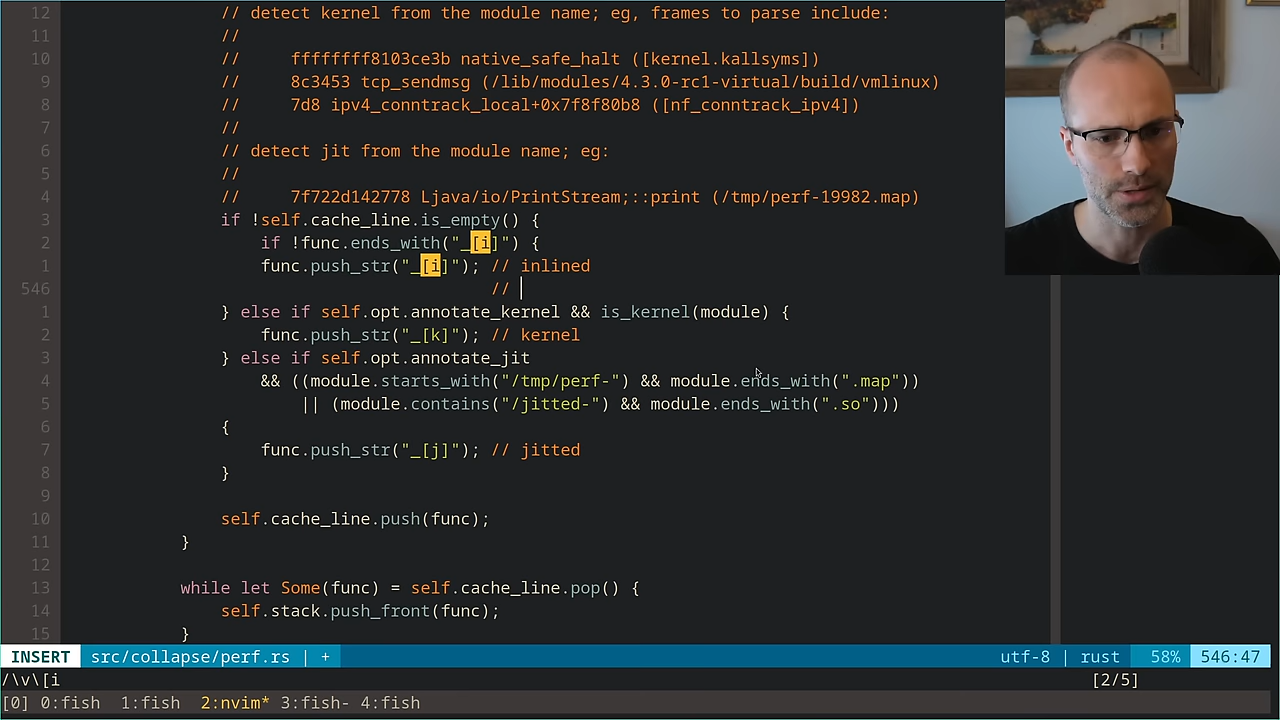 12 // detect kernel from the module name; eg, frames to parse include:
11 //
10 //     ffffffff8103ce3b native_safe_halt ([kernel.kallsyms])
9 //     8c3453 tcp_sendmsg (/lib/modules/4.3.0-rc1-virtual/build/vmlinux)
8 //     7d8 ipv4_conntrack_local+0x7f8f80b8 ([nf_conntrack_ipv4])
7 //
6 // detect jit from the module name; eg:
5 //
4 //     7f722d142778 Ljava/io/PrintStream;::print (/tmp/perf-19982.map)
3 if !self.cache_line.is_empty() {
2     if !func.ends_with("_[i]") {
1     func.push_str("_[i]"); // inlined
546                            //
1 } else if self.opt.annotate_kernel && is_kernel(module) {
2     func.push_str("_[k]"); // kernel
3 } else if self.opt.annotate_jit
4     && ((module.starts_with("/tmp/perf-") && module.ends_with(".map"))
5         || (module.contains("/jitted-") && module.ends_with(".so")))
6 {
7     func.push_str("_[j]"); // jitted
8 }
9
10 self.cache_line.push(func);
11 }
12
13 while let Some(func) = self.cache_line.pop() {
14     self.stack.push_front(func);
15 }
INSERT src/collapse/perf.rs | + utf-8 | rust 58% 546:47
/\v\[i [2/5]
[0] 0:fish 1:fish 2:nvim* 3:fish- 4:fish